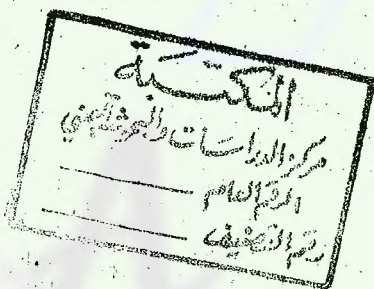 المكتبة
مركز الدراسات والبحوث اليمني
الرقم العام
رقم التصنيف